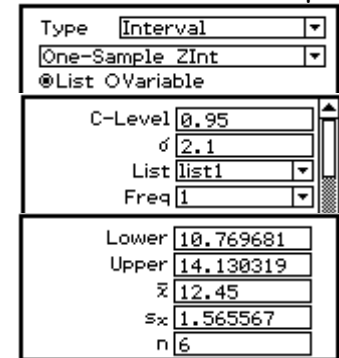 Type Interval
One-Sample ZInt
List Variable
C-Level 0.95
σ 2.1
List list1
Freq 1
Lower 10.769681
Upper 14.130319
x̄ 12.45
sx 1.565567
n 6